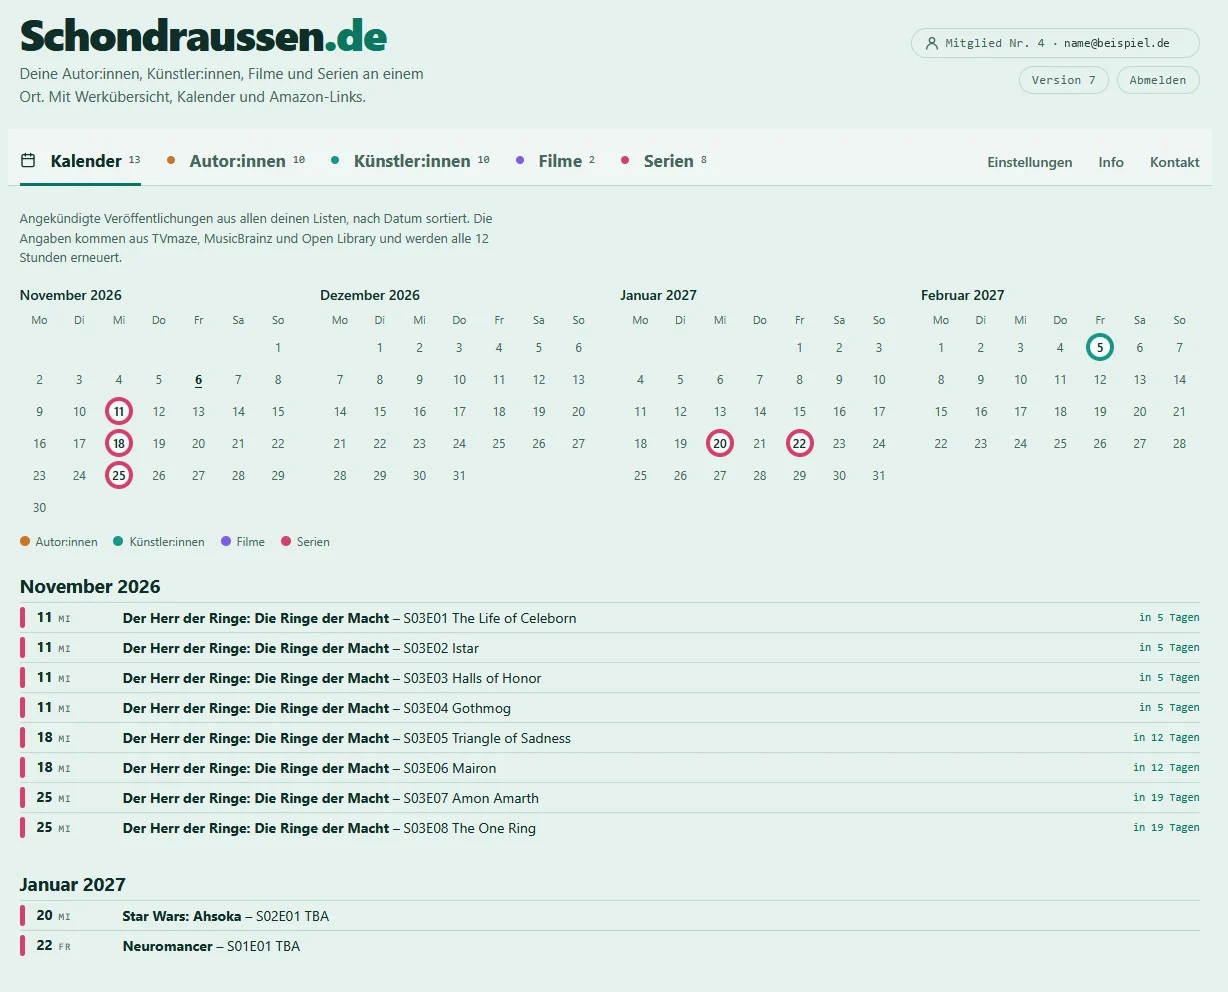 Schondraussen.de
Deine Autor:innen, Künstler:innen, Filme und Serien an einem
Ort. Mit Werkübersicht, Kalender und Amazon-Links.
Mitglied Nr. 4 · name@beispiel.de
Version 7 Abmelden
Kalender 13 Autor:innen 10 Künstler:innen 10 Filme 2 Serien 8 Einstellungen Info Kontakt
Angekündigte Veröffentlichungen aus allen deinen Listen, nach Datum sortiert. Die
Angaben kommen aus TVmaze, MusicBrainz und Open Library und werden alle 12
Stunden erneuert.
November 2026
Mo Di Mi Do Fr Sa So
1
2 3 4 5 6 7 8
9 10 11 12 13 14 15
16 17 18 19 20 21 22
23 24 25 26 27 28 29
30
Dezember 2026
Mo Di Mi Do Fr Sa So
1 2 3 4 5 6
7 8 9 10 11 12 13
14 15 16 17 18 19 20
21 22 23 24 25 26 27
28 29 30 31
Januar 2027
Mo Di Mi Do Fr Sa So
1 2 3
4 5 6 7 8 9 10
11 12 13 14 15 16 17
18 19 20 21 22 23 24
25 26 27 28 29 30 31
Februar 2027
Mo Di Mi Do Fr Sa So
1 2 3 4 5 6 7
8 9 10 11 12 13 14
15 16 17 18 19 20 21
22 23 24 25 26 27 28
Autor:innen Künstler:innen Filme Serien
November 2026
11 MI Der Herr der Ringe: Die Ringe der Macht – S03E01 The Life of Celeborn in 5 Tagen
11 MI Der Herr der Ringe: Die Ringe der Macht – S03E02 Istar in 5 Tagen
11 MI Der Herr der Ringe: Die Ringe der Macht – S03E03 Halls of Honor in 5 Tagen
11 MI Der Herr der Ringe: Die Ringe der Macht – S03E04 Gothmog in 5 Tagen
18 MI Der Herr der Ringe: Die Ringe der Macht – S03E05 Triangle of Sadness in 12 Tagen
18 MI Der Herr der Ringe: Die Ringe der Macht – S03E06 Mairon in 12 Tagen
25 MI Der Herr der Ringe: Die Ringe der Macht – S03E07 Amon Amarth in 19 Tagen
25 MI Der Herr der Ringe: Die Ringe der Macht – S03E08 The One Ring in 19 Tagen
Januar 2027
20 MI Star Wars: Ahsoka – S02E01 TBA
22 FR Neuromancer – S01E01 TBA